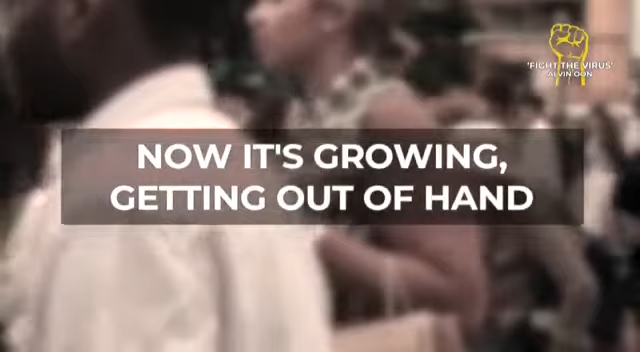 'FIGHT THE VIRUS'
ALVIN OON
NOW IT'S GROWING,
GETTING OUT OF HAND